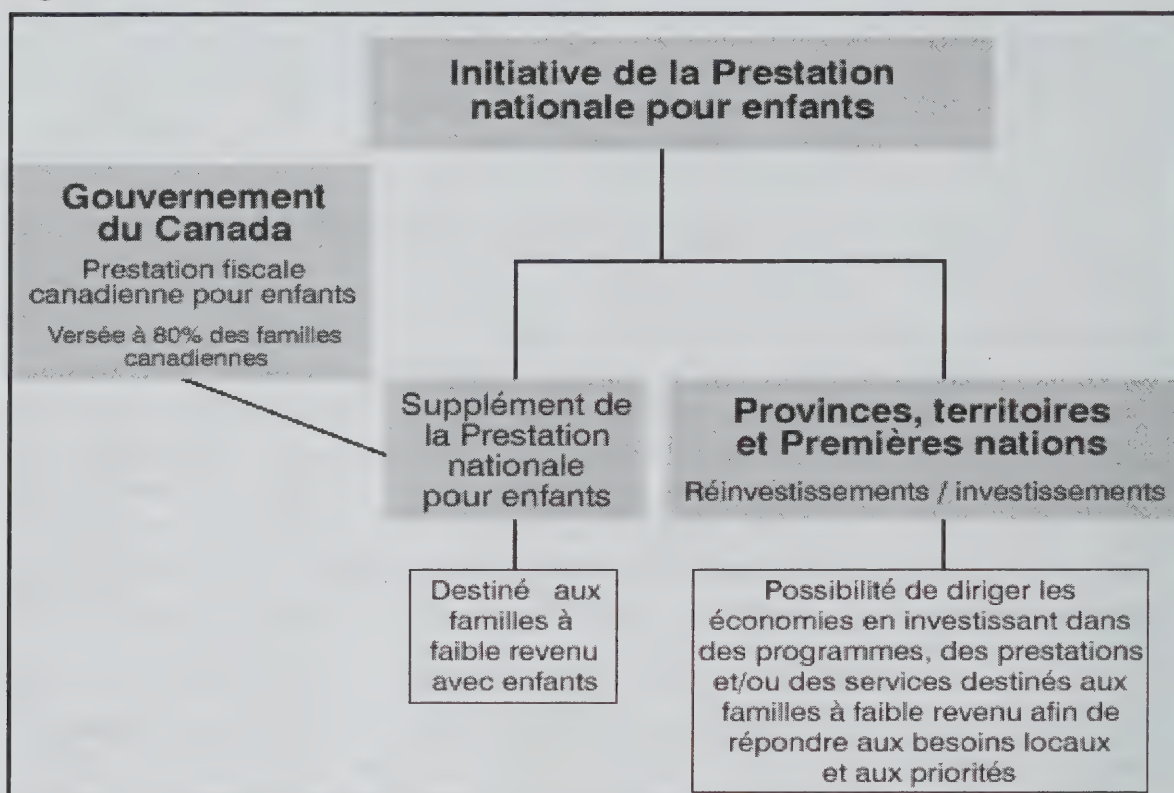 Initiative de la Prestation
nationale pour enfants
Gouvernement
du Canada
Prestation fiscale
canadienne pour enfants
Versée à 80% des familles
canadiennes
Supplément de
la Prestation
nationale
pour enfants
Provinces, territoires
et Premières nations
Réinvestissements / investissements
Destiné aux
familles à
faible revenu
avec enfants
Possibilité de diriger les
économies en investissant dans
des programmes, des prestations
et/ou des services destinés aux
familles à faible revenu afin de
répondre aux besoins locaux
et aux priorités